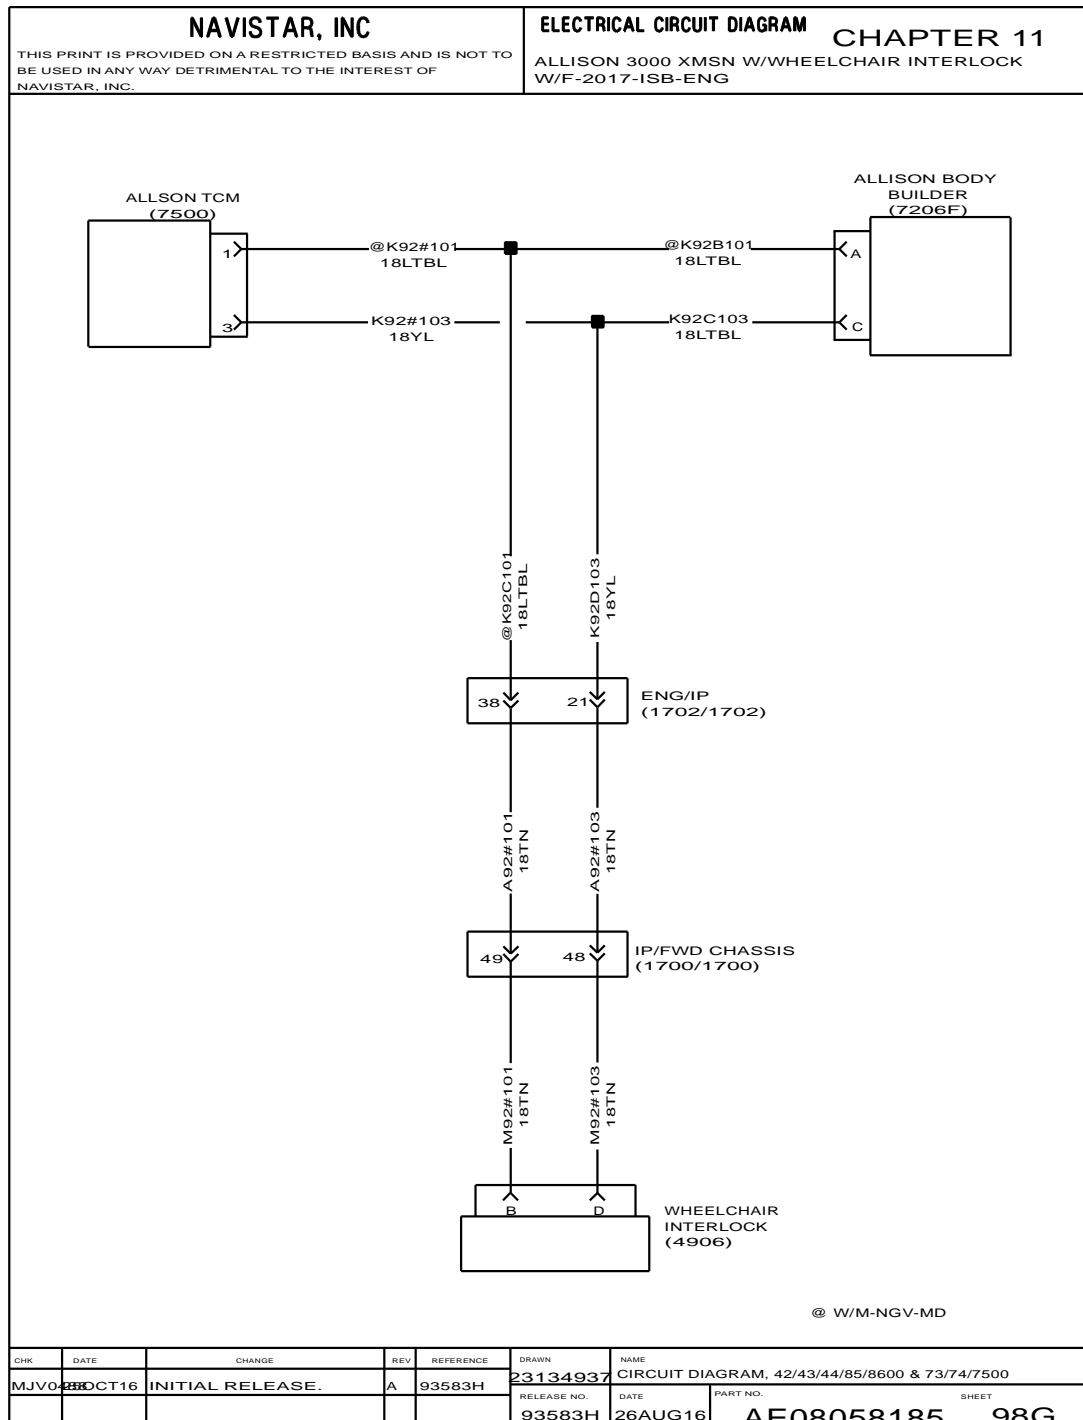 NAVISTAR, INC
THIS PRINT IS PROVIDED ON A RESTRICTED BASIS AND IS NOT TO
BE USED IN ANY WAY DETRIMENTAL TO THE INTEREST OF
NAVISTAR, INC.
ELECTRICAL CIRCUIT DIAGRAM
CHAPTER 11
ALLISON 3000 XMSN W/WHEELCHAIR INTERLOCK
W/F-2017-ISB-ENG
ALLSON TCM
(7500)
ALLISON BODY
BUILDER
(7206F)
1
@K92#101
18LTBL
@K92B101
18LTBL
A
3
K92#103
18YL
K92C103
18LTBL
C
@K92C101
18LTBL
K92D103
18YL
38
21
ENG/IP
(1702/1702)
A92#101
18TN
A92#103
18TN
49
48
IP/FWD CHASSIS
(1700/1700)
M92#101
18TN
M92#103
18TN
B
D
WHEELCHAIR
INTERLOCK
(4906)
@ W/M-NGV-MD
CHK DATE CHANGE REV REFERENCE
INITIAL RELEASE. A 93583H
DRAWN
23134937
NAME
CIRCUIT DIAGRAM, 42/43/44/85/8600 & 73/74/7500
RELEASE NO.
93583H
DATE
26AUG16
PART NO.
AE08058185
SHEET
98G